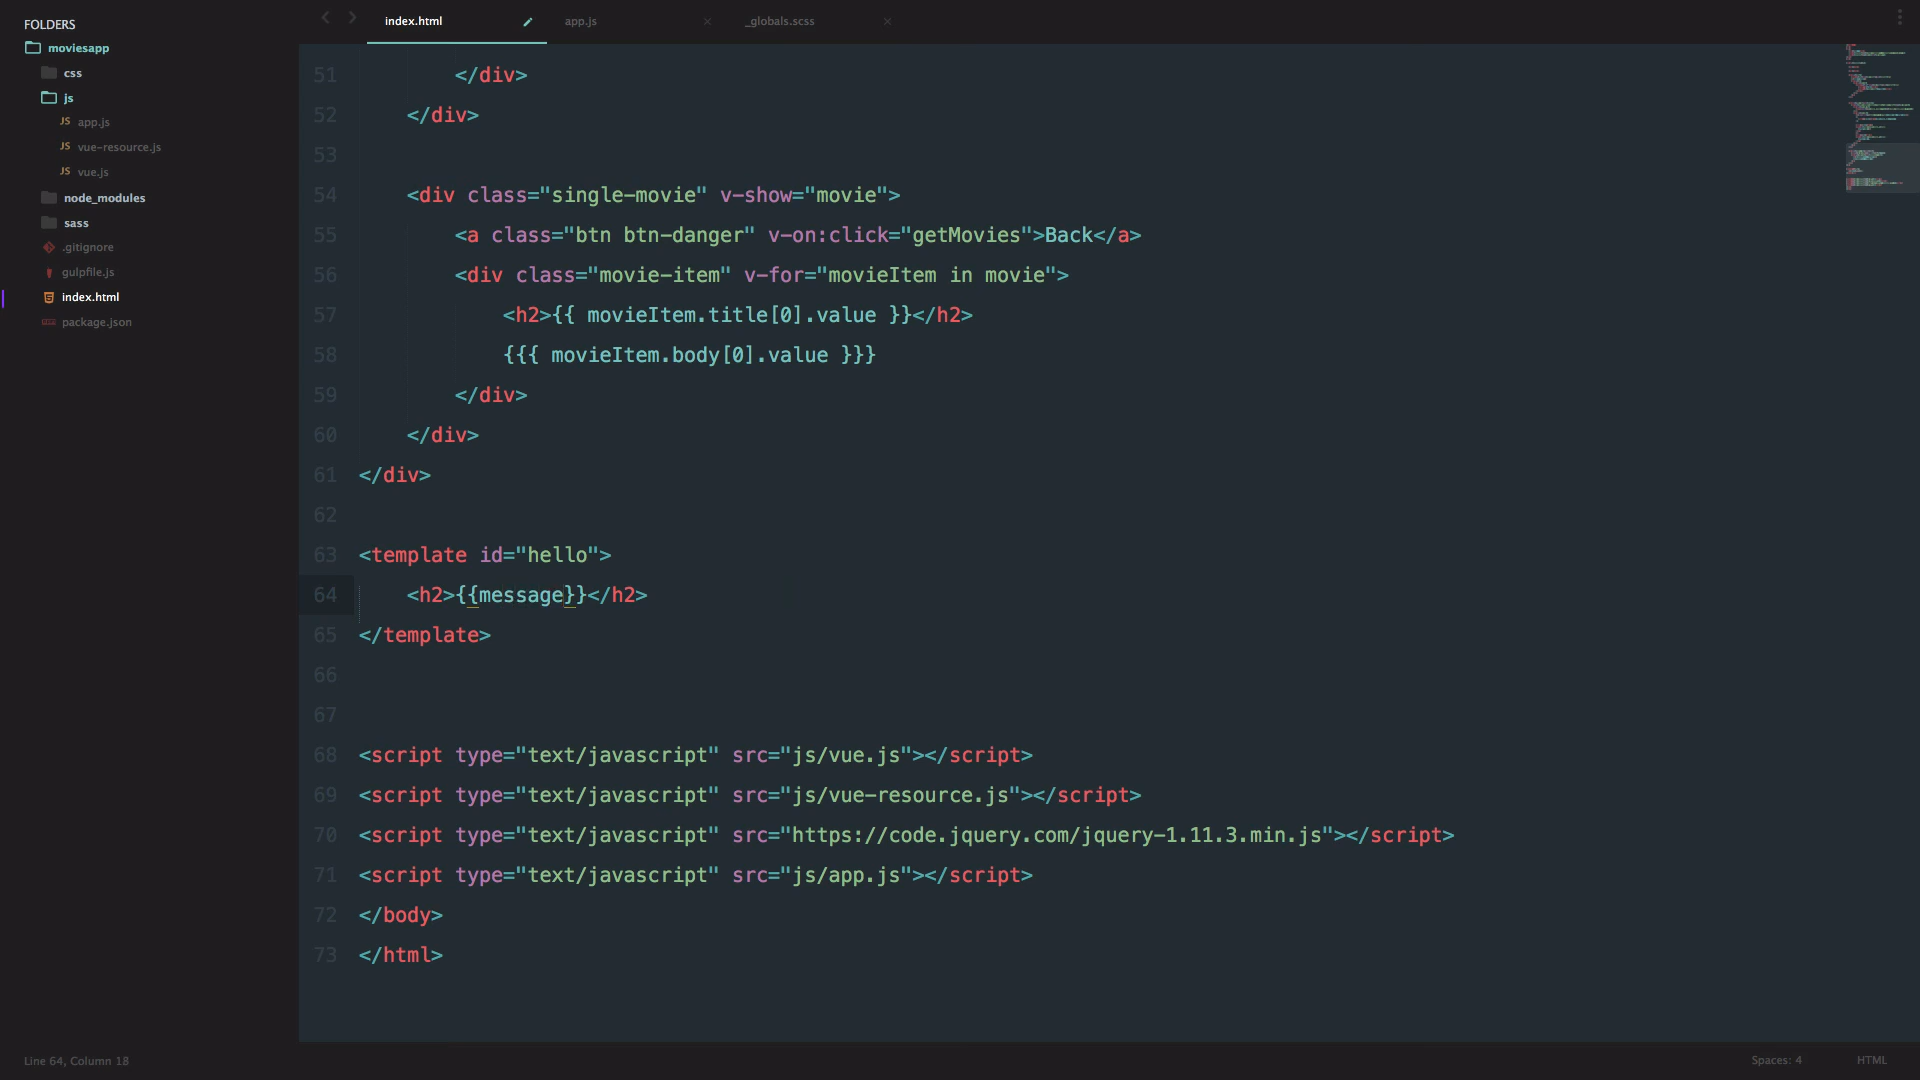 FOLDERS
moviesapp
css
js
JS app.js
JS vue-resource.js
JS vue.js
node_modules
sass
.gitignore
gulpfile.js
index.html
package.json
index.html
app.js
_globals.scss
51 </div>
52 </div>
53
54 <div class="single-movie" v-show="movie">
55 <a class="btn btn-danger" v-on:click="getMovies">Back</a>
56 <div class="movie-item" v-for="movieItem in movie">
57 <h2>{{ movieItem.title[0].value }}</h2>
58 {{{ movieItem.body[0].value }}}
59 </div>
60 </div>
61 </div>
62
63 <template id="hello">
64 <h2>{{message}}</h2>
65 </template>
66
67
68 <script type="text/javascript" src="js/vue.js"></script>
69 <script type="text/javascript" src="js/vue-resource.js"></script>
70 <script type="text/javascript" src="https://code.jquery.com/jquery-1.11.3.min.js"></script>
71 <script type="text/javascript" src="js/app.js"></script>
72 </body>
73 </html>
Line 64, Column 18
Spaces: 4
HTML